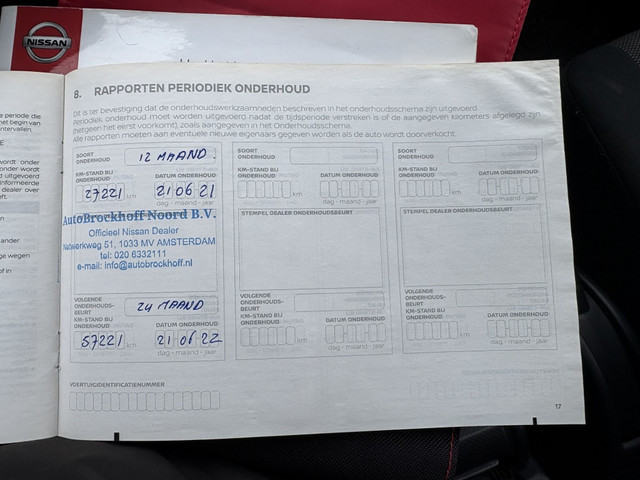 NISSAN
8. RAPPORTEN PERIODIEK ONDERHOUD
Dit is ter bevestiging dat de onderhoudswerkzaamheden beschreven in het onderhoudsschema zijn uitgevoerd.
Periodiek onderhoud moet worden uitgevoerd nadat de tijdsperiode verstreken is of de aangegeven kilometers afgelegd zijn
(hetgeen het eerst voorkomt), zoals aangegeven in het Onderhoudsschema.
Alle rapporten moeten aan eventuele nieuwe eigenaars gegeven worden als de auto wordt doorverkocht.
SOORT ONDERHOUD 12 MAAND.
KM-STAND BIJ ONDERHOUD DATUM ONDERHOUD
27221 km 21 06 21
dag - maand - jaar
AutoBrockhoff Noord B.V.
Officieel Nissan Dealer
Netwerkweg 51, 1033 MV AMSTERDAM
tel: 020 6332111
e-mail: info@autobrockhoff.nl
VOLGENDE ONDERHOUDS-BEURT 24 MAAND
KM-STAND BIJ ONDERHOUD DATUM ONDERHOUD
57221 km 21 06 22
dag - maand - jaar
SOORT ONDERHOUD
KM-STAND BIJ ONDERHOUD DATUM ONDERHOUD
km dag - maand - jaar
STEMPEL DEALER ONDERHOUDSBEURT
VOLGENDE ONDERHOUDS-BEURT
KM-STAND BIJ ONDERHOUD DATUM ONDERHOUD
km dag - maand - jaar
SOORT ONDERHOUD
KM-STAND BIJ ONDERHOUD DATUM ONDERHOUD
km dag - maand - jaar
STEMPEL DEALER ONDERHOUDSBEURT
VOLGENDE ONDERHOUDS-BEURT
KM-STAND BIJ ONDERHOUD DATUM ONDERHOUD
km dag - maand - jaar
VOERTUIGIDENTIFICATIENUMMER
17